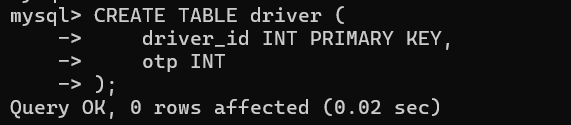 mysql> CREATE TABLE driver (
    ->     driver_id INT PRIMARY KEY,
    ->     otp INT
    -> );
Query OK, 0 rows affected (0.02 sec)